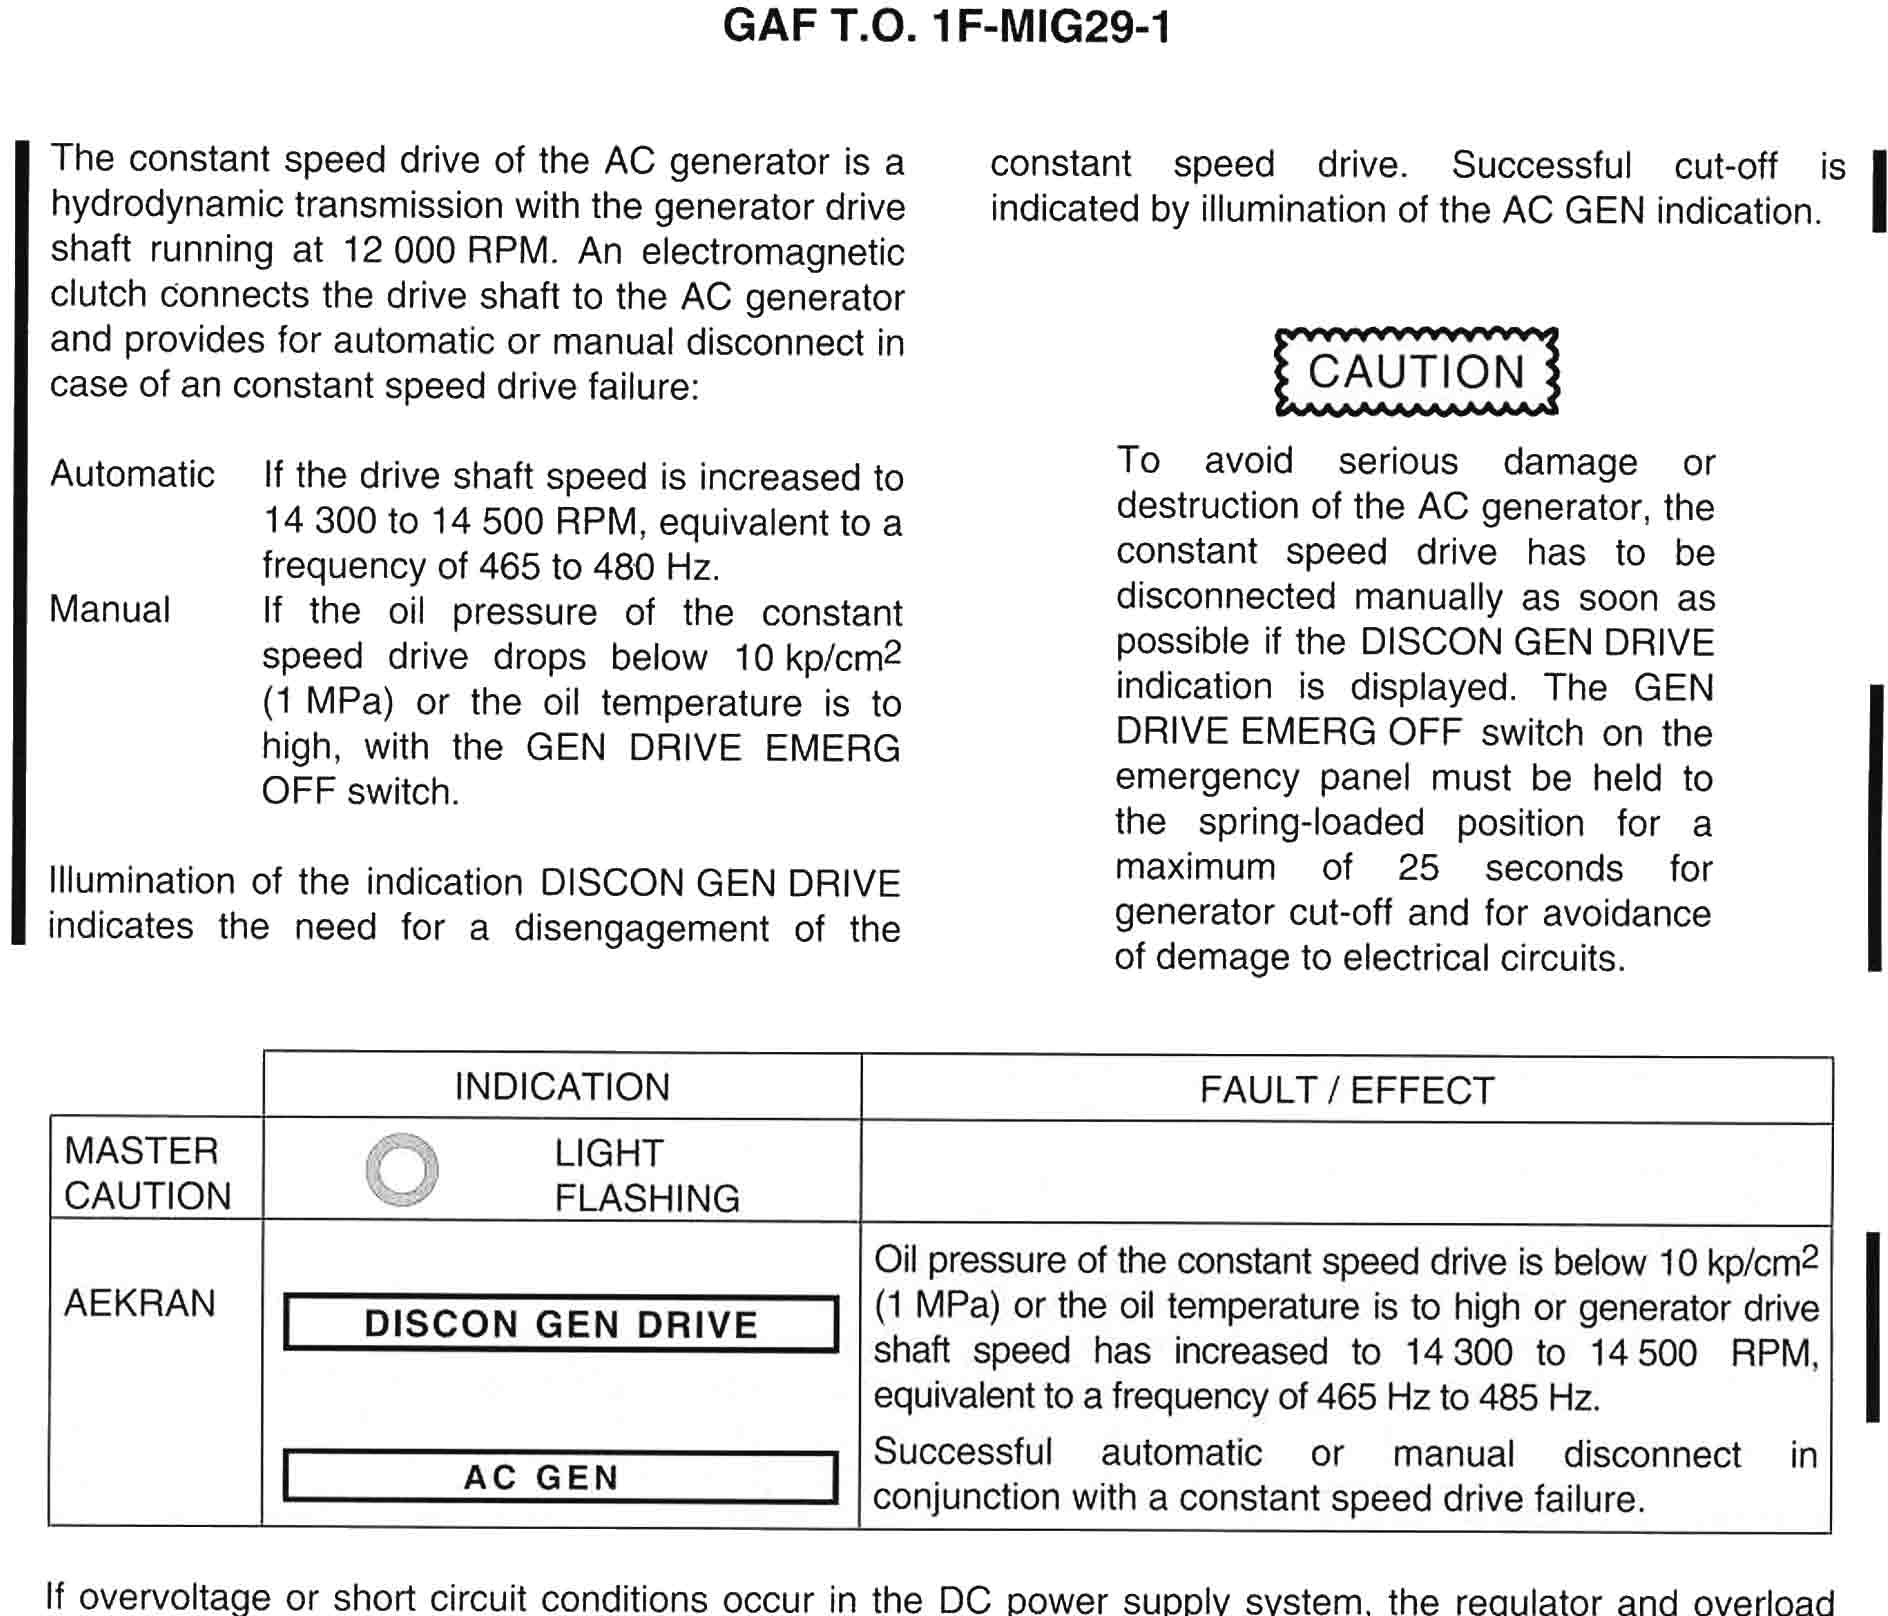 GAF T.O. 1F-MIG29-1
The constant speed drive of the AC generator is a
hydrodynamic transmission with the generator drive
shaft running at 12 000 RPM. An electromagnetic
clutch connects the drive shaft to the AC generator
and provides for automatic or manual disconnect in
case of an constant speed drive failure:
Automatic If the drive shaft speed is increased to
14 300 to 14 500 RPM, equivalent to a
frequency of 465 to 480 Hz.
Manual If the oil pressure of the constant
speed drive drops below 10 kp/cm²
(1 MPa) or the oil temperature is to
high, with the GEN DRIVE EMERG
OFF switch.
Illumination of the indication DISCON GEN DRIVE
indicates the need for a disengagement of the
constant speed drive. Successful cut-off is
indicated by illumination of the AC GEN indication.
CAUTION
To avoid serious damage or
destruction of the AC generator, the
constant speed drive has to be
disconnected manually as soon as
possible if the DISCON GEN DRIVE
indication is displayed. The GEN
DRIVE EMERG OFF switch on the
emergency panel must be held to
the spring-loaded position for a
maximum of 25 seconds for
generator cut-off and for avoidance
of demage to electrical circuits.
INDICATION FAULT / EFFECT
MASTER
CAUTION
LIGHT
FLASHING
AEKRAN
DISCON GEN DRIVE
Oil pressure of the constant speed drive is below 10 kp/cm²
(1 MPa) or the oil temperature is to high or generator drive
shaft speed has increased to 14 300 to 14 500 RPM,
equivalent to a frequency of 465 Hz to 485 Hz.
AC GEN
Successful automatic or manual disconnect in
conjunction with a constant speed drive failure.
If overvoltage or short circuit conditions occur in the DC power supply system, the regulator and overload